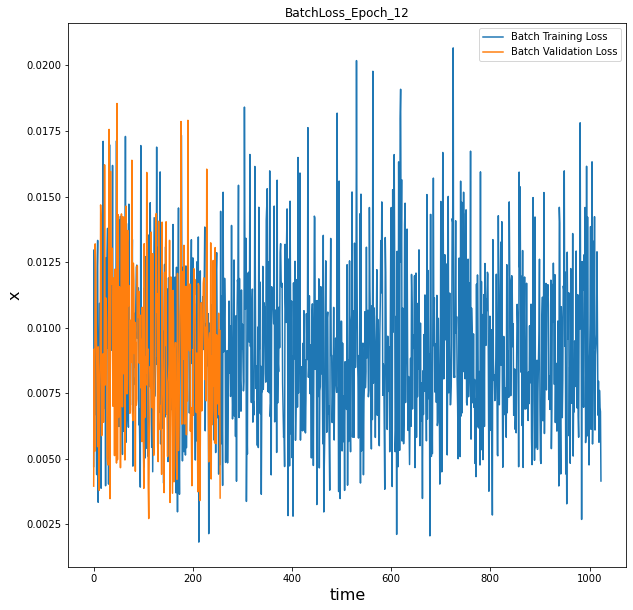 BatchLoss_Epoch_12
Batch Training Loss
Batch Validation Loss
0.0200
0.0175
0.0150
0.0125
0.0100
0.0075
0.0050
0.0025
x
0 200 400 600 800 1000
time